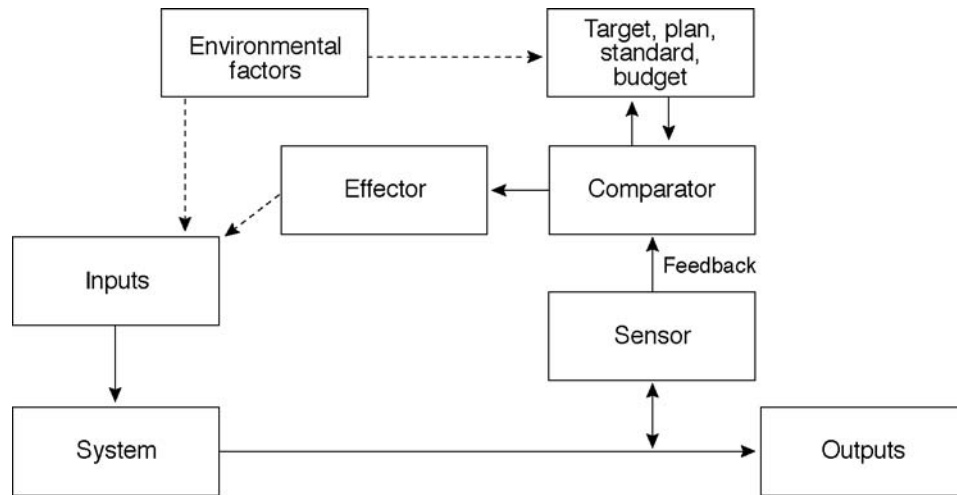 Environmental
factors
Target, plan,
standard,
budget
Effector
Comparator
Inputs
Feedback
Sensor
System
Outputs